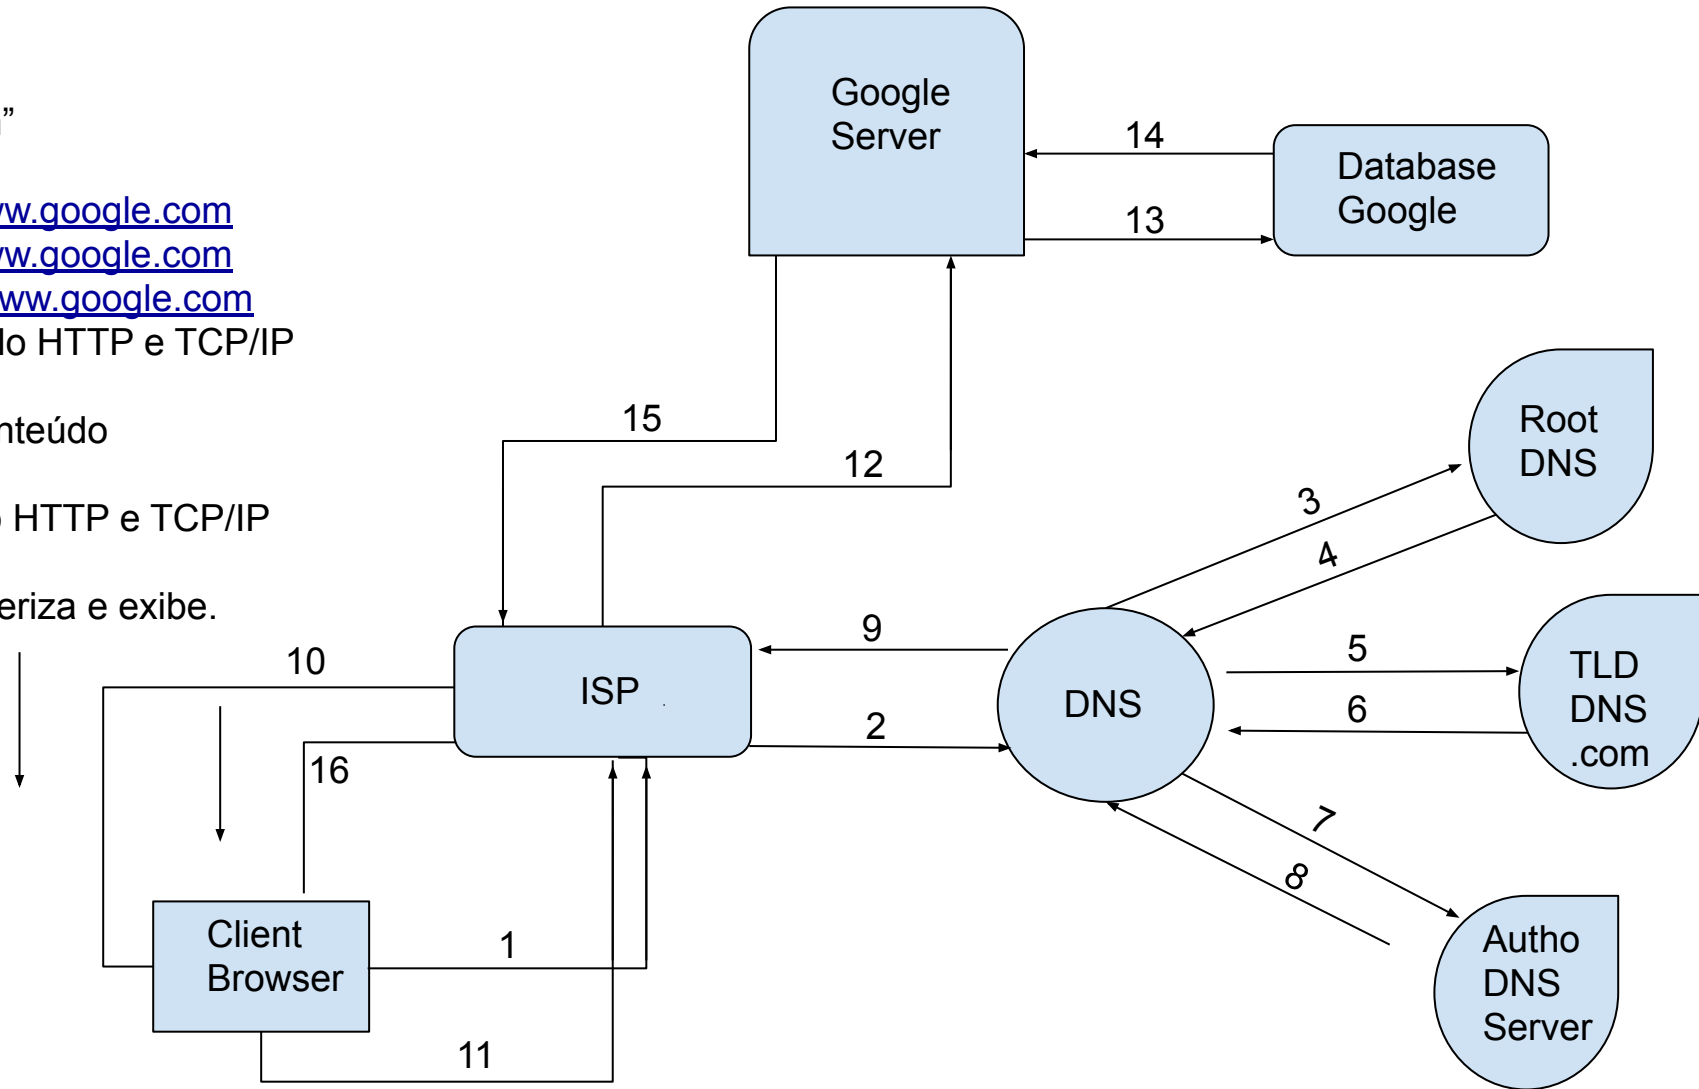 ww.google.com
ww.google.com
www.google.com
HTTP e TCP/IP
nteúdo
HTTP e TCP/IP
eriza e exibe.
Google
Server
14
13
Database
Google
15
12
Root
DNS
3
4
9
2
ISP
DNS
5
6
TLD
DNS
.com
10
16
7
8
Client
Browser
1
11
Autho
DNS
Server